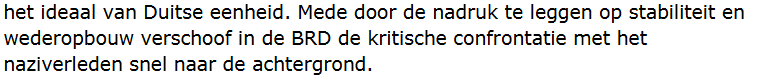 het ideaal van Duitse eenheid. Mede door de nadruk te leggen op stabiliteit en
wederopbouw verschoof in de BRD de kritische confrontatie met het
naziverleden snel naar de achtergrond.